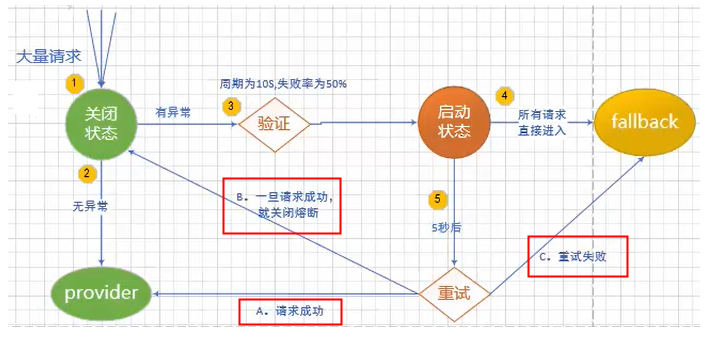 大量请求
1
关闭
状态
有异常
周期为10S,失败率为50%
3
验证
启动
状态
4
所有请求
直接进入
fallback
2
无异常
B. 一旦请求成功，
就关闭熔断
5
5秒后
C. 重试失败
provider
重试
A. 请求成功